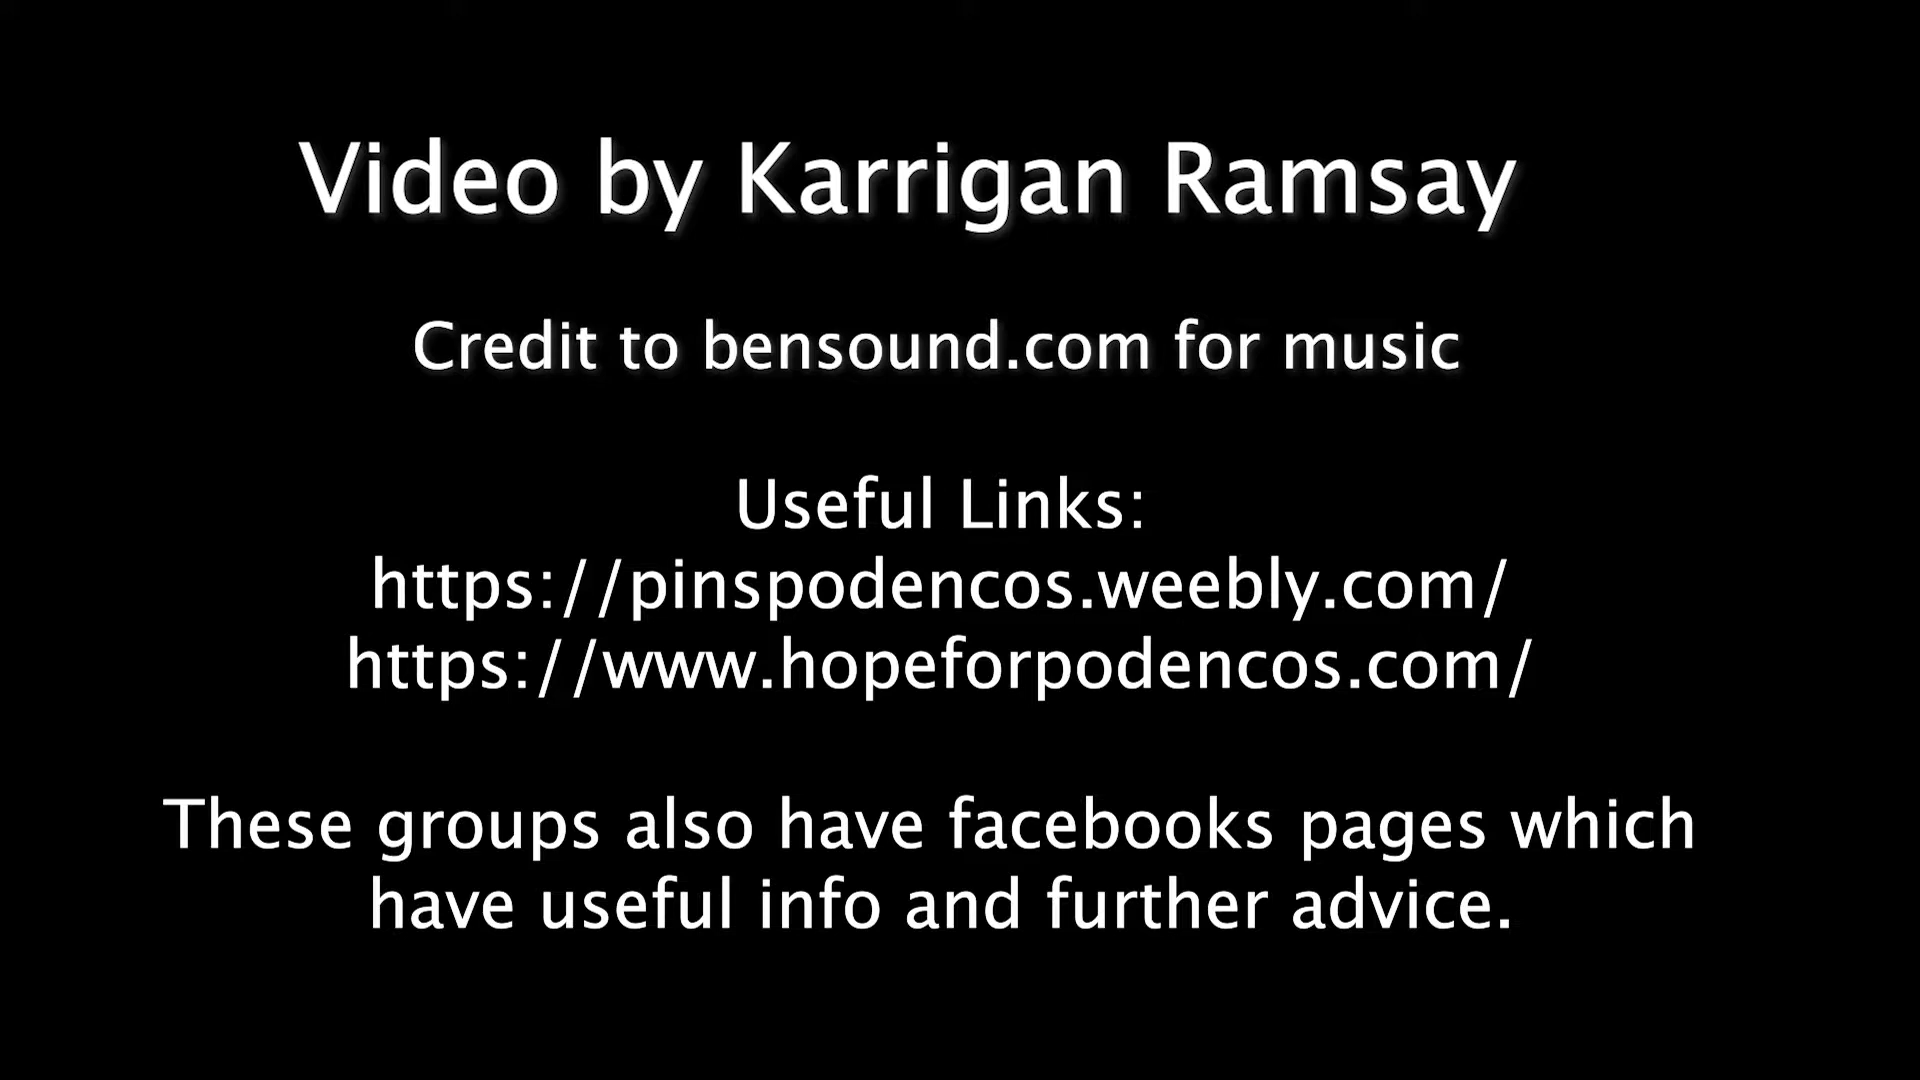 Video by Karrigan Ramsay
Credit to bensound.com for music
Useful Links:
https://pinspodencos.weebly.com/
https://www.hopeforpodencos.com/
These groups also have facebooks pages which
have useful info and further advice.